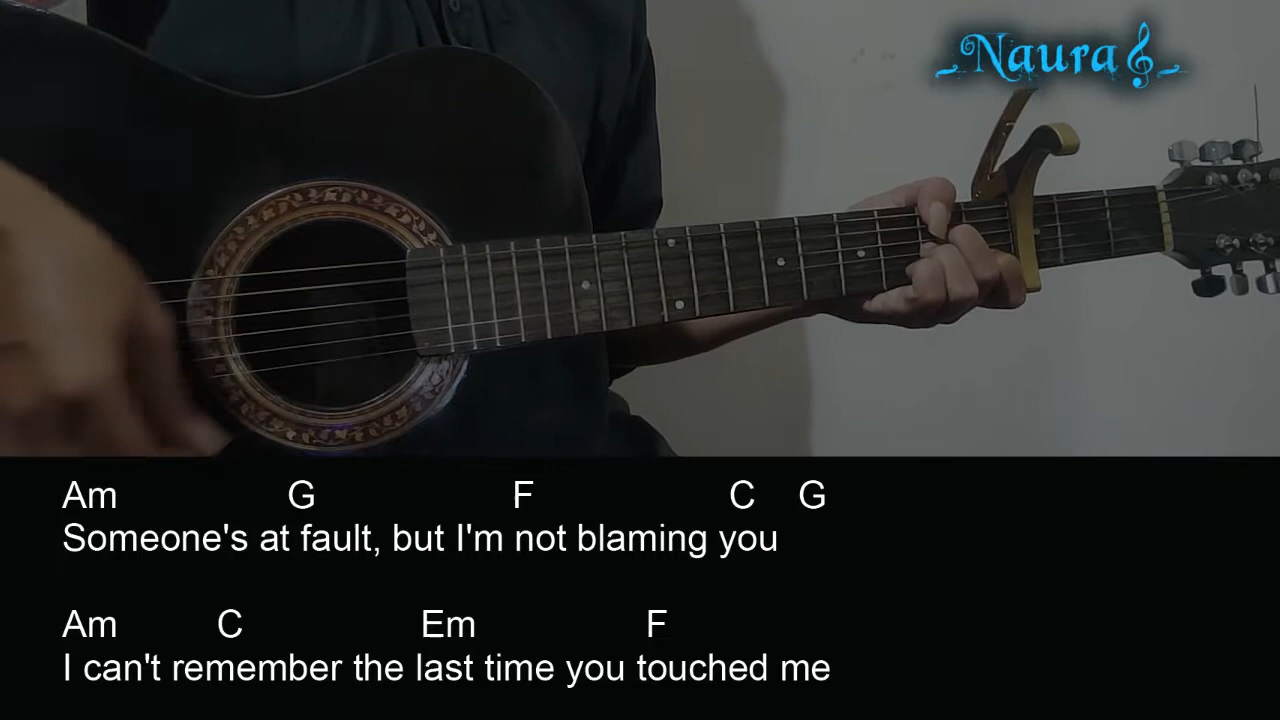 Naura
Am G F C G
Someone's at fault, but I'm not blaming you
Am C Em F
I can't remember the last time you touched me